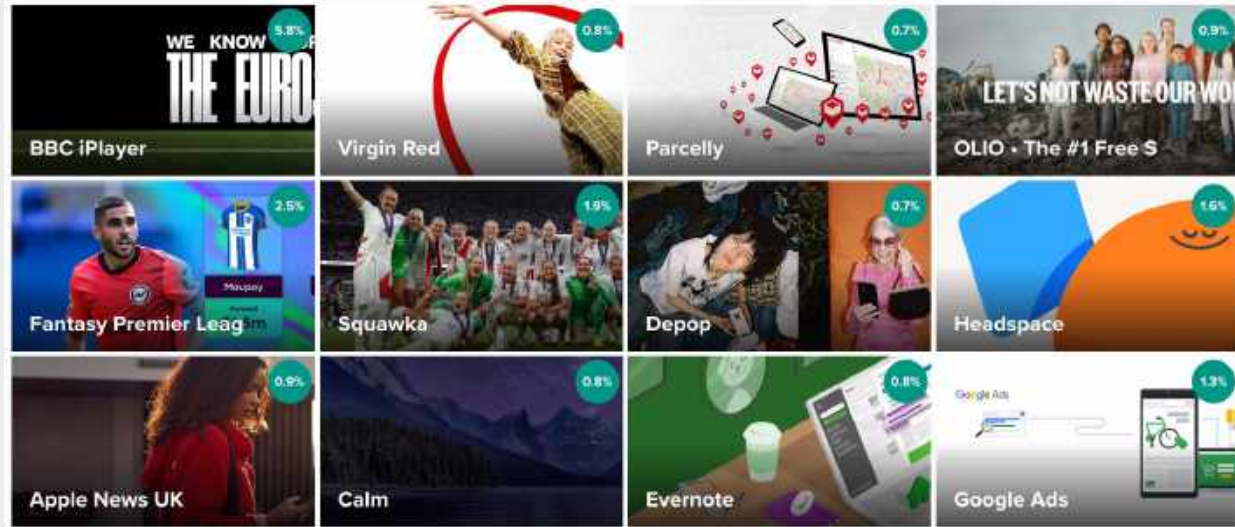 WE KNOW
THE EURO
5.8%
BBC iPlayer
0.8%
Virgin Red
0.7%
Parcelly
0.9%
LET'S NOT WASTE OUR WO
OLIO • The #1 Free S
2.5%
Maupay
Forward
5m
Fantasy Premier Leag
1.9%
Squawka
0.7%
Depop
1.6%
Headspace
0.9%
Apple News UK
0.8%
Calm
0.8%
Evernote
1.3%
Google Ads
Google Ads